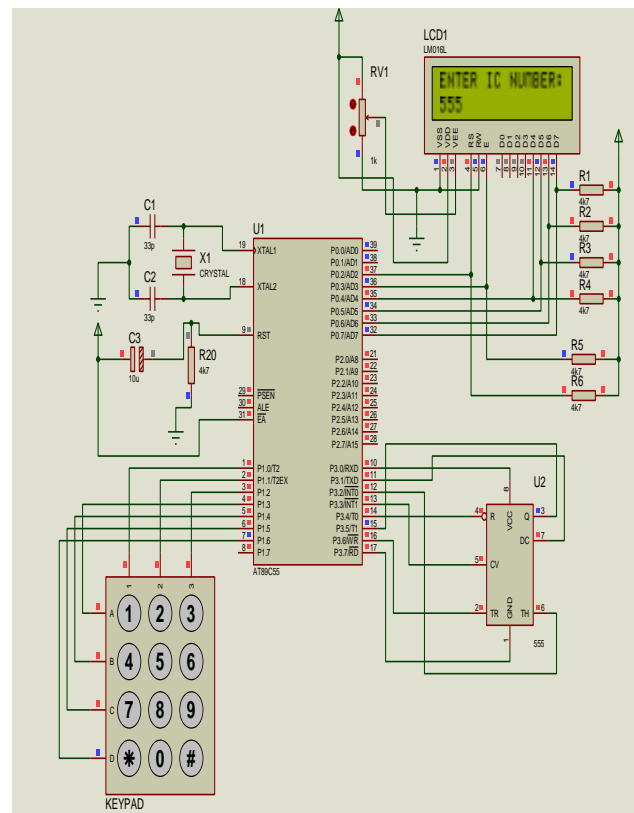 LCD1
LM016L
ENTER IC NUMBER:
555
VSS VDD VEE RS RW E D0 D1 D2 D3 D4 D5 D6 D7
1 2 3 4 5 6 7 8 9 10 11 12 13 14
RV1
1k
R1
4k7
R2
4k7
R3
4k7
R4
4k7
R5
4k7
R6
4k7
C1
33p
X1
CRYSTAL
C2
33p
C3
10u
R20
4k7
U1
19 XTAL1
18 XTAL2
9 RST
29 PSEN
30 ALE
31 EA
1 P1.0/T2
2 P1.1/T2EX
3 P1.2
4 P1.3
5 P1.4
6 P1.5
7 P1.6
8 P1.7
P0.0/AD0 39
P0.1/AD1 38
P0.2/AD2 37
P0.3/AD3 36
P0.4/AD4 35
P0.5/AD5 34
P0.6/AD6 33
P0.7/AD7 32
P2.0/A8 21
P2.1/A9 22
P2.2/A10 23
P2.3/A11 24
P2.4/A12 25
P2.5/A13 26
P2.6/A14 27
P2.7/A15 28
P3.0/RXD 10
P3.1/TXD 11
P3.2/INT0 12
P3.3/INT1 13
P3.4/T0 14
P3.5/T1 15
P3.6/WR 16
P3.7/RD 17
AT89C55
U2
8
VCC
4 R
Q 3
DC 7
5 CV
2 TR
TH 6
GND
1
555
1 2 3
A 1 2 3
B 4 5 6
C 7 8 9
D * 0 #
KEYPAD